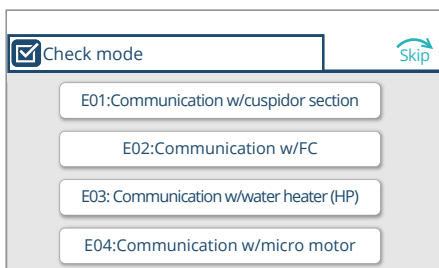 Check mode
Skip
E01:Communication w/cuspidor section
E02:Communication w/FC
E03: Communication w/water heater (HP)
E04:Communication w/micro motor